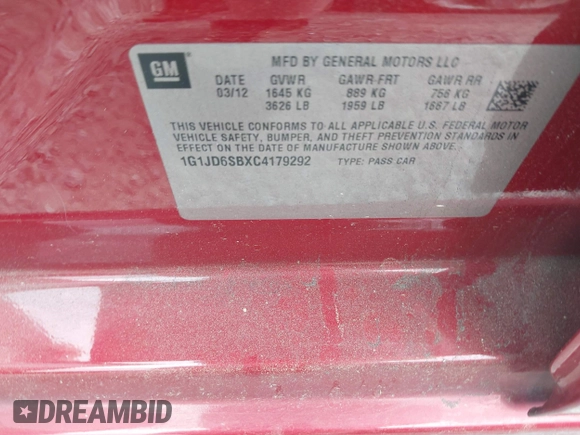 GM
MFD BY GENERAL MOTORS LLC
DATE GVWR GAWR FRT GAWR RR
03/12 1645 KG 889 KG 756 KG
3626 LB 1959 LB 1667 LB
THIS VEHICLE CONFORMS TO ALL APPLICABLE U.S. FEDERAL MOTOR
VEHICLE SAFETY, BUMPER, AND THEFT PREVENTION STANDARDS
IN EFFECT ON THE DATE OF MANUFACTURE SHOWN ABOVE.
1G1JD6SBXC4179292 TYPE: PASS CAR
DREAMBID